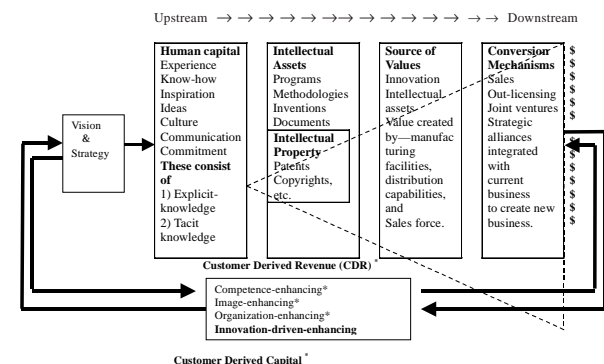 Upstream → → → → → →→ → → → → → → → → Downstream
Vision
&
Strategy
Human capital
Experience
Know-how
Inspiration
Ideas
Culture
Communication
Commitment
These consist
of
1) Explicit-
knowledge
2) Tacit
knowledge
Intellectual
Assets
Programs
Methodologies
Inventions
Documents
Intellectual
Property
Patents
Copyrights,
etc.
Source of
Values
Innovation
Intellectual
assets
Value created
by—manufac
turing
facilities,
distribution
capabilities,
and
Sales force.
Conversion
Mechanisms
Sales
Out-licensing
Joint ventures
Strategic
alliances
integrated
with
current
business
to create new
business.
$
$
$
$
$
$
$
$
$
$
$
$
$
Customer Derived Revenue (CDR) *
Competence-enhancing*
Image-enhancing*
Organization-enhancing*
Innovation-driven-enhancing
Customer Derived Capital *